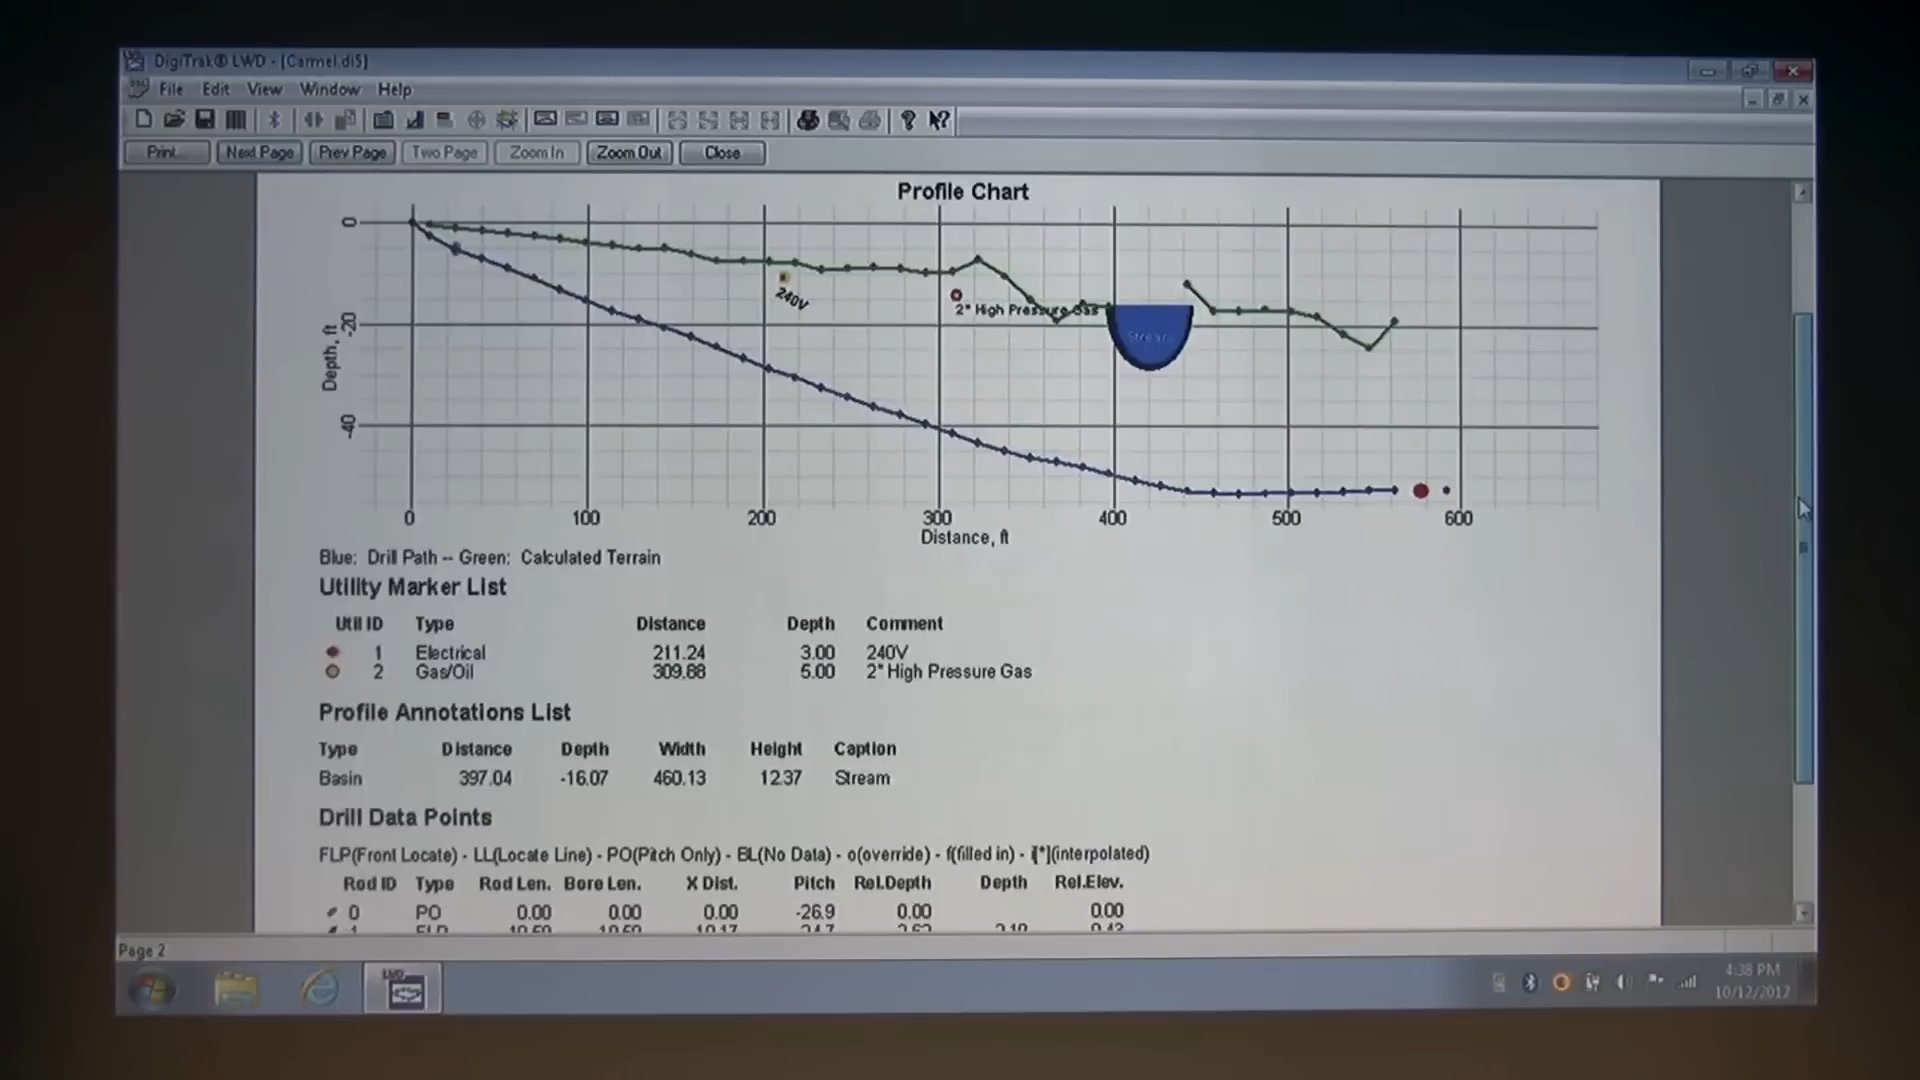 DigiTrak® LWD - [Carmel.dl5]
File Edit View Window Help
Print... Next Page Prev Page Two Page Zoom In Zoom Out Close
Profile Chart
0
-20
-40
Depth, ft
240V
2" High Pressure Gas
Stream
0 100 200 300 400 500 600
Distance, ft
Blue: Drill Path -- Green: Calculated Terrain
Utility Marker List
Util ID Type Distance Depth Comment
1 Electrical 211.24 3.00 240V
2 Gas/Oil 309.88 5.00 2" High Pressure Gas
Profile Annotations List
Type Distance Depth Width Height Caption
Basin 397.04 -16.07 460.13 12.37 Stream
Drill Data Points
FLP(Front Locate) - LL(Locate Line) - PO(Pitch Only) - BL(No Data) - o(override) - f(filled in) - i[*](interpolated)
Rod ID Type Rod Len. Bore Len. X Dist. Pitch Rel.Depth Depth Rel.Elev.
0 PO 0.00 0.00 0.00 -26.9 0.00 0.00
Page 2
LWD
4:38 PM
10/12/2012